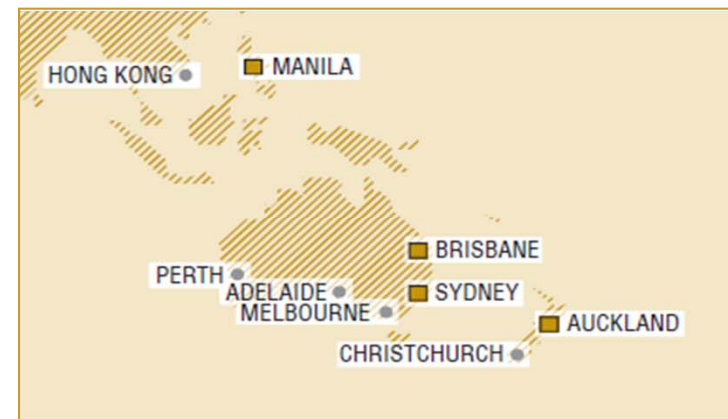 HONG KONG
MANILA
BRISBANE
PERTH
ADELAIDE
SYDNEY
MELBOURNE
AUCKLAND
CHRISTCHURCH